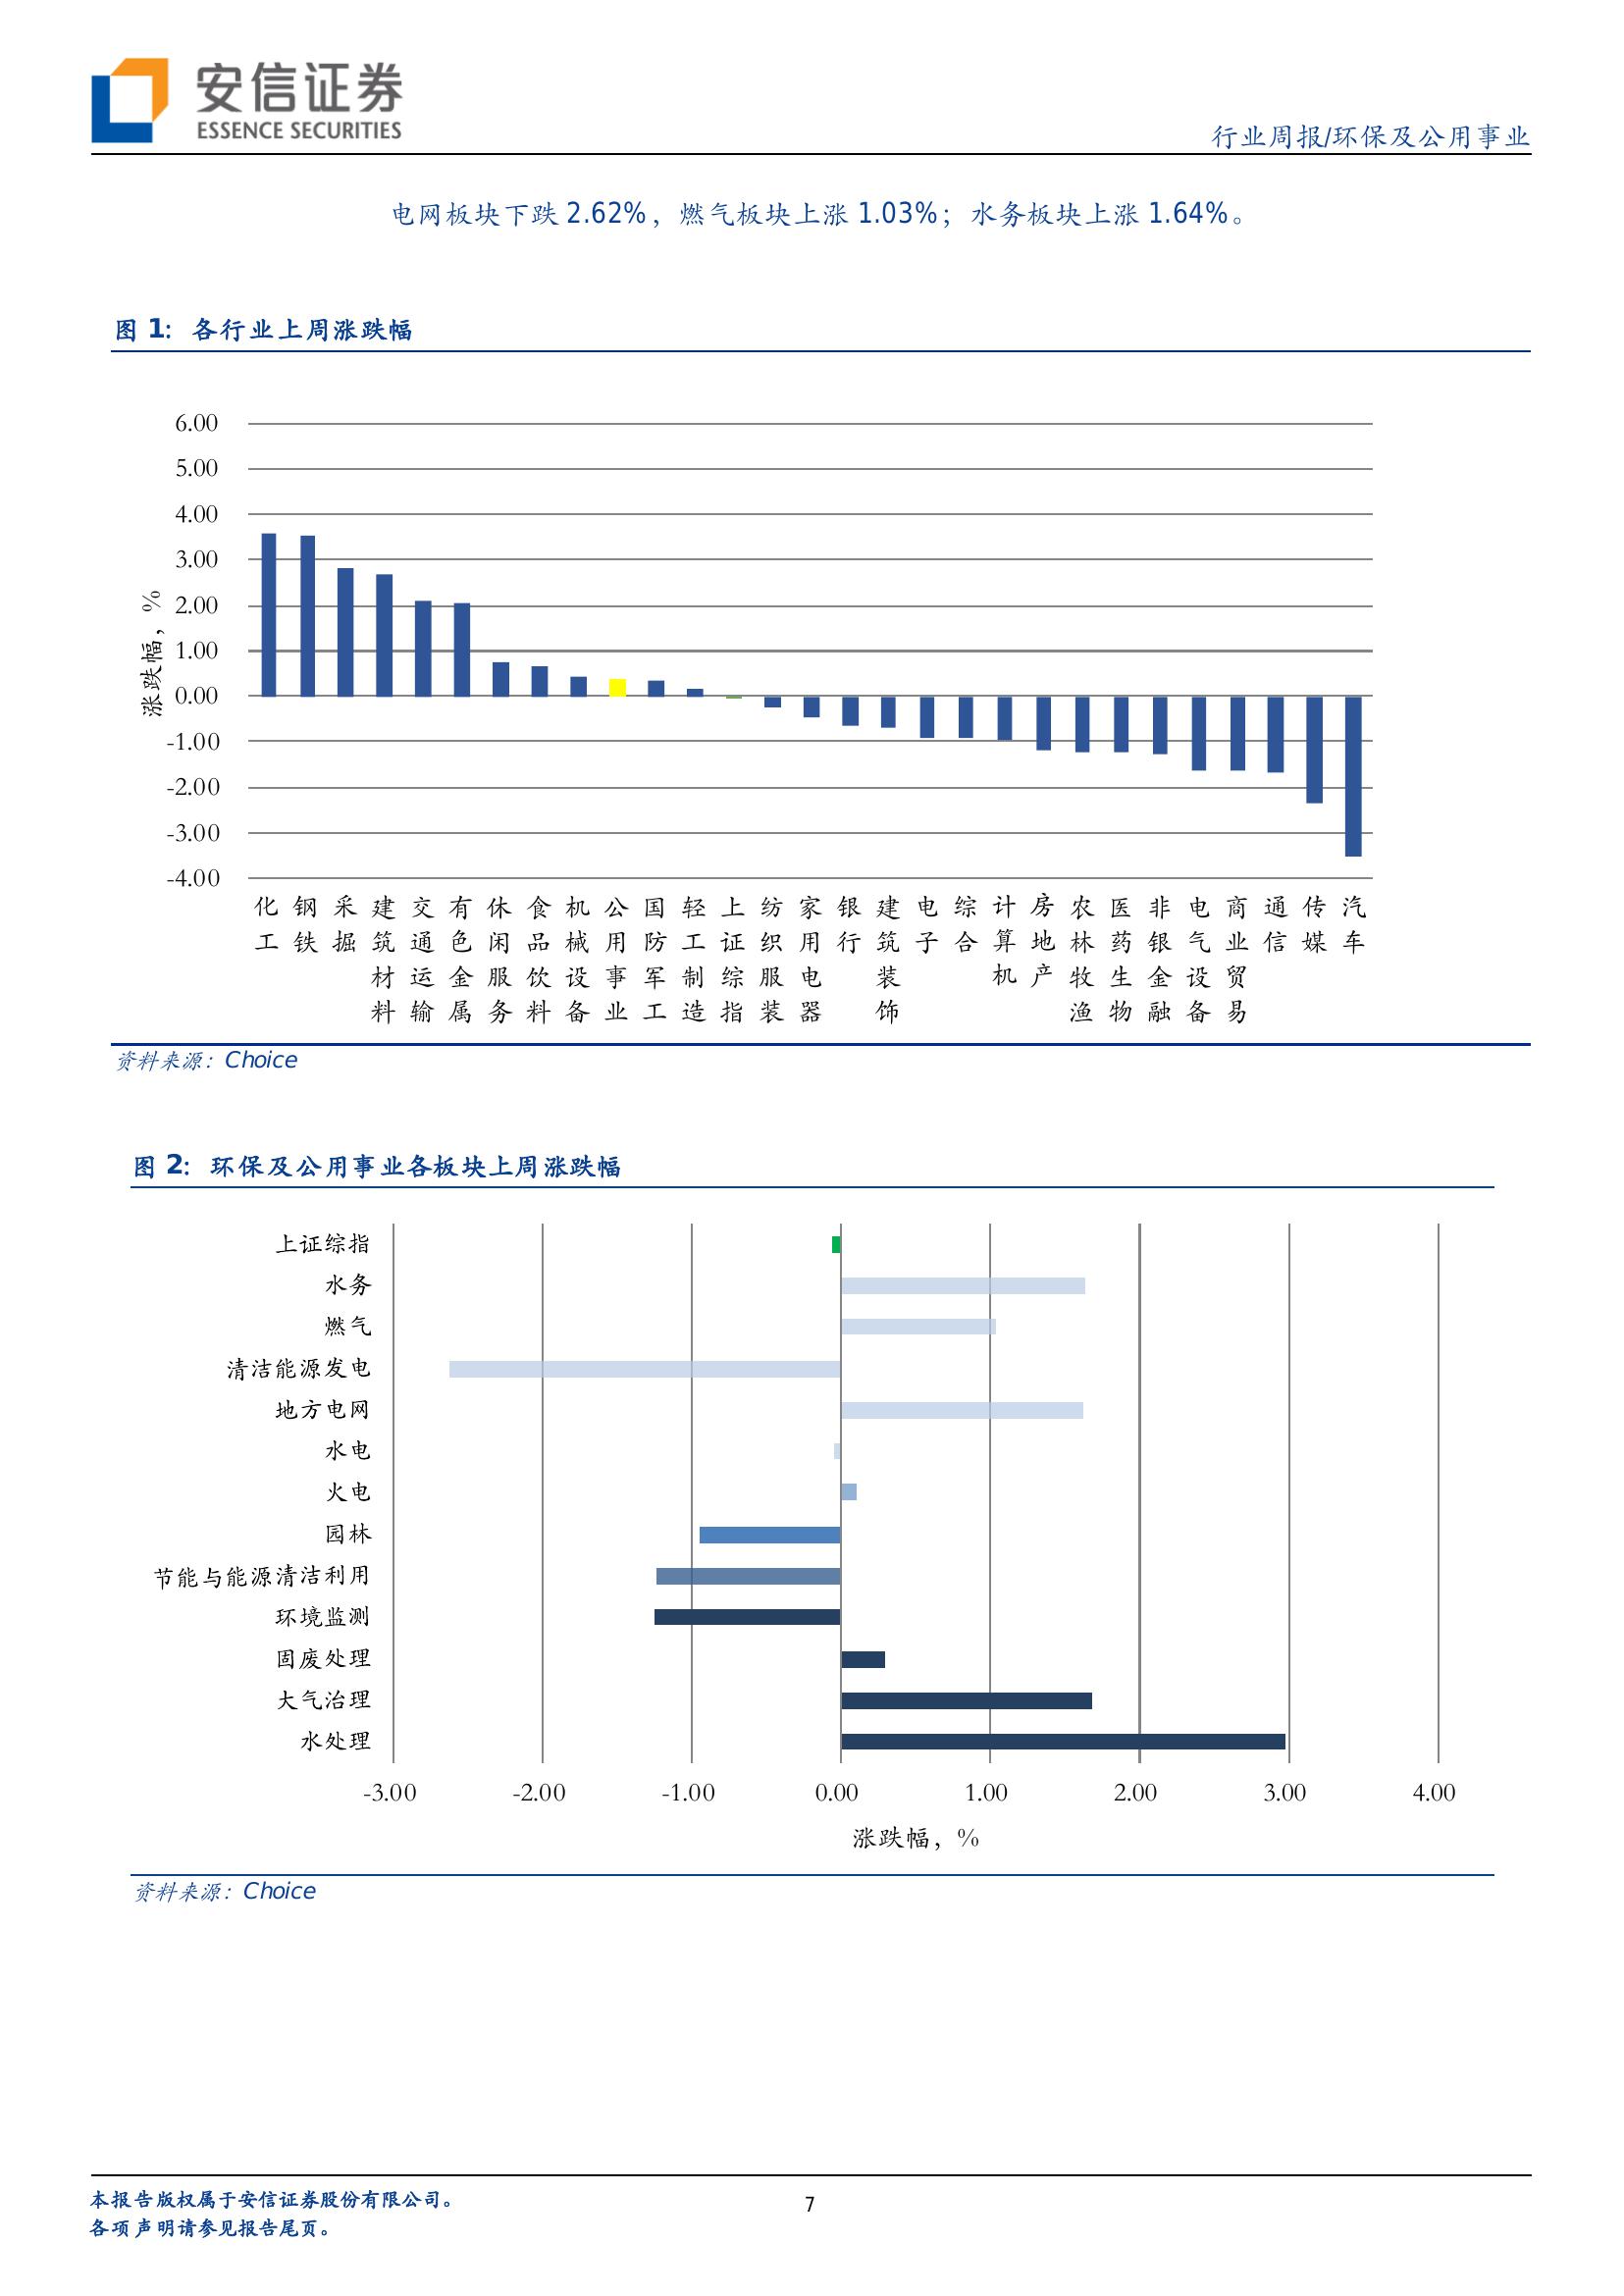 安信证券
ESSENCE SECURITIES
行业周报/环保及公用事业
电网板块下跌 2.62%，燃气板块上涨 1.03%；水务板块上涨 1.64%。
图 1：各行业上周涨跌幅
涨跌幅，%
6.00
5.00
4.00
3.00
2.00
1.00
0.00
-1.00
-2.00
-3.00
-4.00
化工
钢铁
采掘
建筑材料
交通运输
有色金属
休闲服务
食品饮料
机械设备
公用事业
国防军工
轻工制造
上证综指
纺织服装
家用电器
银行
建筑装饰
电子
综合
计算机
房地产
农林牧渔
医药生物
非银金融
电气设备
商业贸易
通信
传媒
汽车
资料来源：Choice
图 2：环保及公用事业各板块上周涨跌幅
上证综指
水务
燃气
清洁能源发电
地方电网
水电
火电
园林
节能与能源清洁利用
环境监测
固废处理
大气治理
水处理
-3.00 -2.00 -1.00 0.00 1.00 2.00 3.00 4.00
涨跌幅，%
资料来源：Choice
本报告版权属于安信证券股份有限公司。
各项声明请参见报告尾页。
7